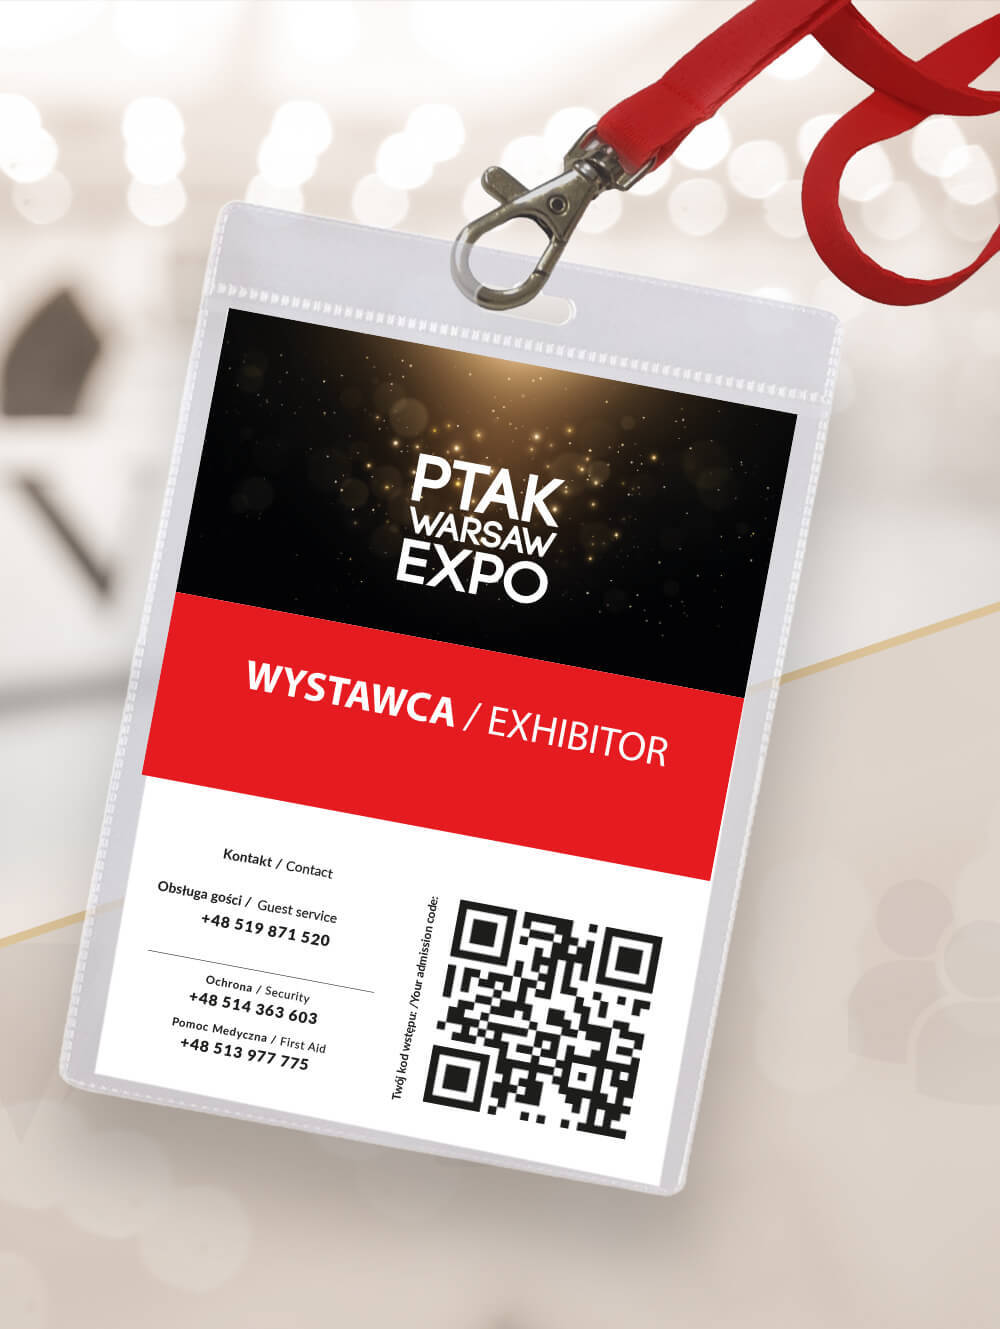 PTAK
WARSAW
EXPO
WYSTAWCA / EXHIBITOR
Kontakt / Contact
Obsługa gości / Guest service
+48 519 871 520
Ochrona / Security
+48 514 363 603
Pomoc Medyczna / First Aid
+48 513 977 775
Twój kod wstępu: /Your admission code: